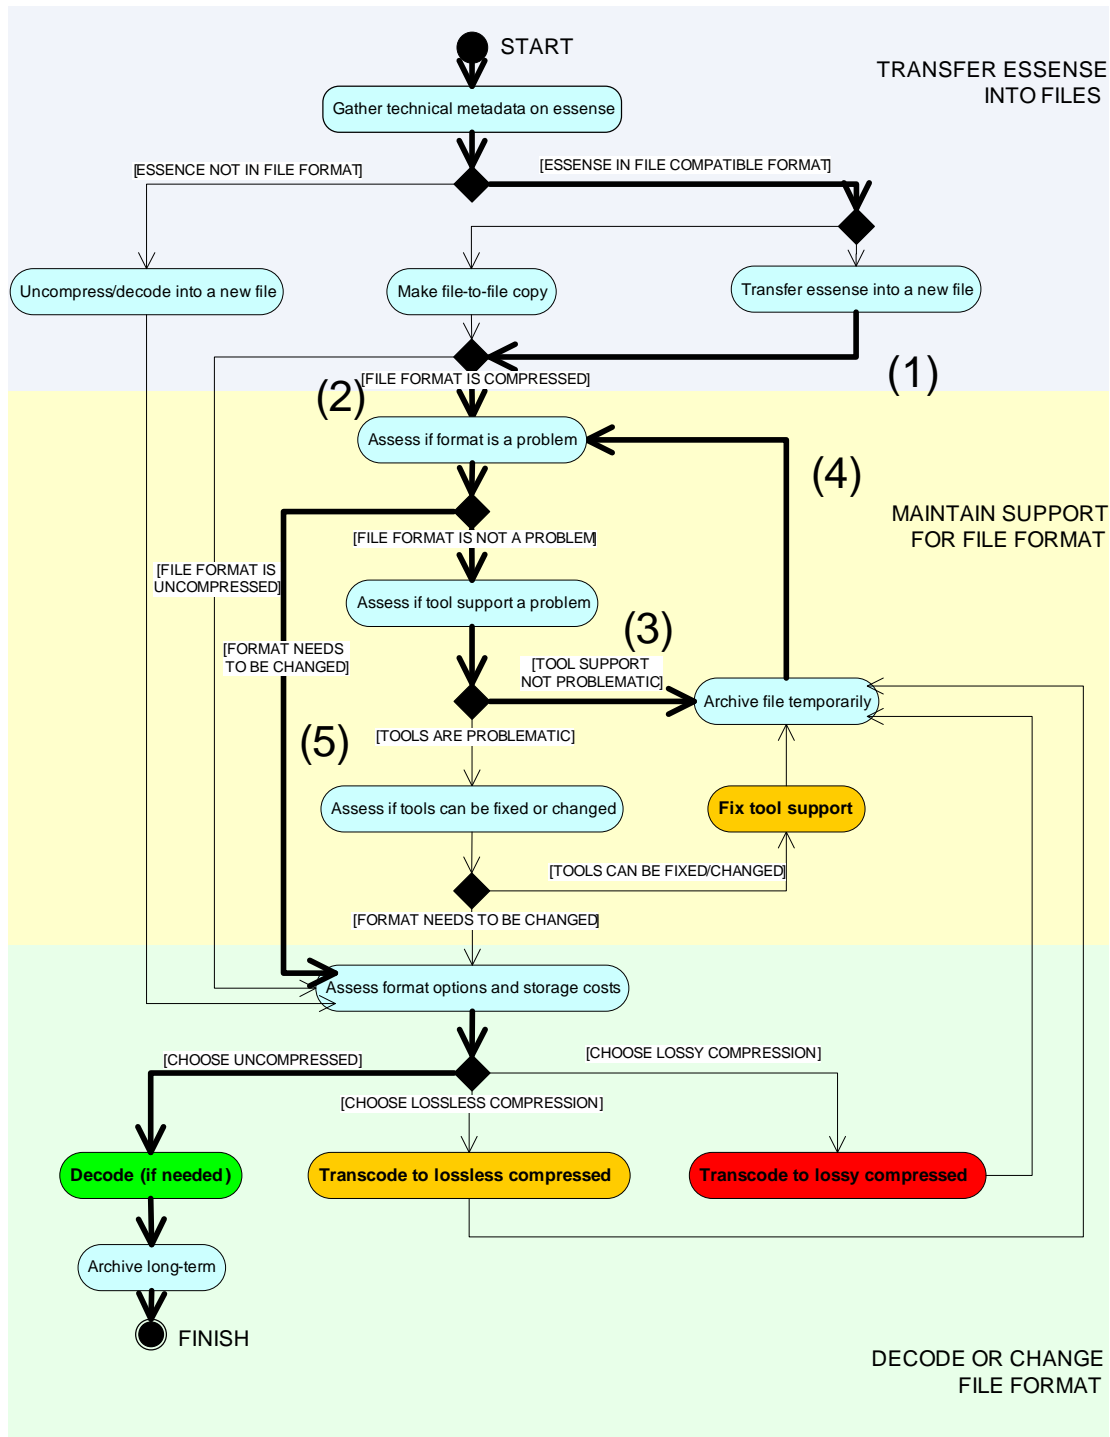 START
TRANSFER ESSENSE
INTO FILES
Gather technical metadata on essense
[ESSENCE NOT IN FILE FORMAT]
[ESSENSE IN FILE COMPATIBLE FORMAT]
Uncompress/decode into a new file
Make file-to-file copy
Transfer essense into a new file
(1)
[FILE FORMAT IS COMPRESSED]
(2)
Assess if format is a problem
(4)
MAINTAIN SUPPORT
FOR FILE FORMAT
[FILE FORMAT IS NOT A PROBLEM]
[FILE FORMAT IS
UNCOMPRESSED]
Assess if tool support a problem
(3)
[FORMAT NEEDS
TO BE CHANGED]
[TOOL SUPPORT
NOT PROBLEMATIC]
Archive file temporarily
[TOOLS ARE PROBLEMATIC]
(5)
Assess if tools can be fixed or changed
Fix tool support
[TOOLS CAN BE FIXED/CHANGED]
[FORMAT NEEDS TO BE CHANGED]
Assess format options and storage costs
[CHOOSE UNCOMPRESSED]
[CHOOSE LOSSY COMPRESSION]
[CHOOSE LOSSLESS COMPRESSION]
Decode (if needed)
Transcode to lossless compressed
Transcode to lossy compressed
Archive long-term
FINISH
DECODE OR CHANGE
FILE FORMAT